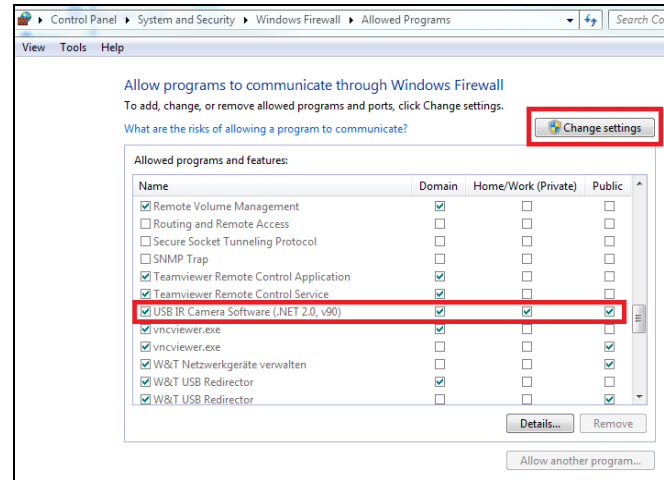 Control Panel ▸ System and Security ▸ Windows Firewall ▸ Allowed Programs
Search Co
View Tools Help
Allow programs to communicate through Windows Firewall
To add, change, or remove allowed programs and ports, click Change settings.
What are the risks of allowing a program to communicate?
Change settings
Allowed programs and features:
Name Domain Home/Work (Private) Public
Remote Volume Management
Routing and Remote Access
Secure Socket Tunneling Protocol
SNMP Trap
Teamviewer Remote Control Application
Teamviewer Remote Control Service
USB IR Camera Software (.NET 2.0, v90)
vncviewer.exe
vncviewer.exe
W&T Netzwerkgeräte verwalten
W&T USB Redirector
W&T USB Redirector
Details... Remove
Allow another program...